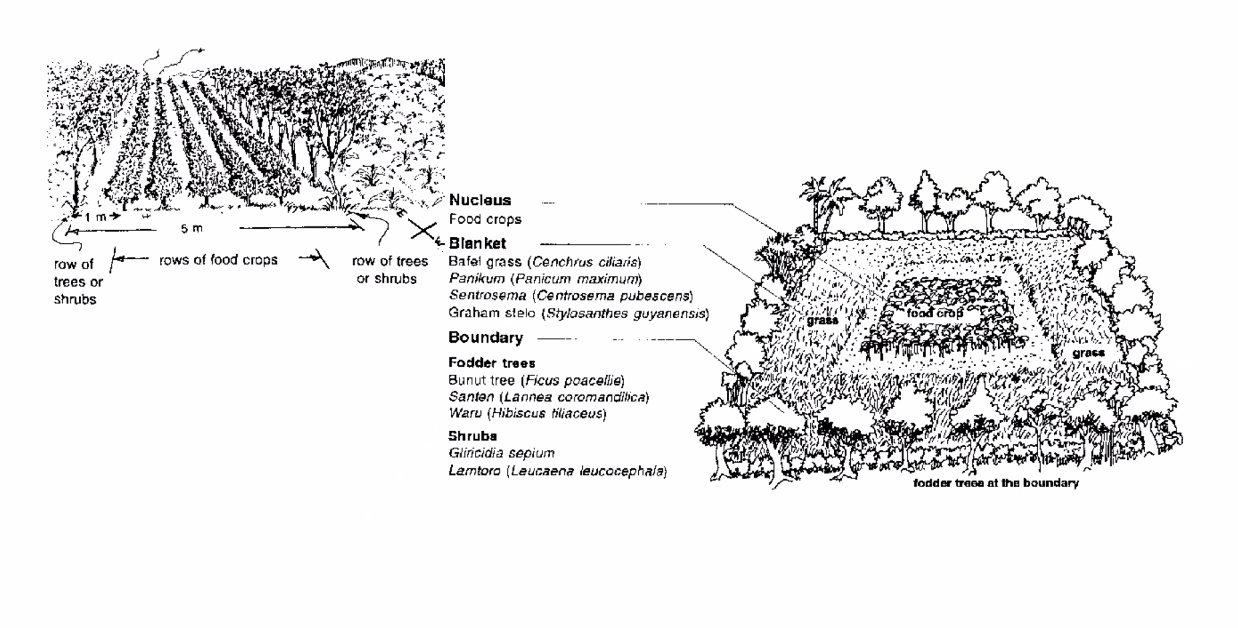 1 m
5 m
row of
trees or
shrubs
rows of food crops
row of trees
or shrubs
Nucleus
Food crops
Blanket
Bafel grass (Cenchrus ciliaris)
Panikum (Panicum maximum)
Sentrosema (Centrosema pubescens)
Graham stelo (Stylosanthes guyanensis)
Boundary
Fodder trees
Bunut tree (Ficus poacellie)
Santen (Lannea coromandilica)
Waru (Hibiscus tiliaceus)
Shrubs
Gliricidia sepium
Lamtoro (Leucaena leucocephala)
grass
food crop
grass
fodder trees at the boundary